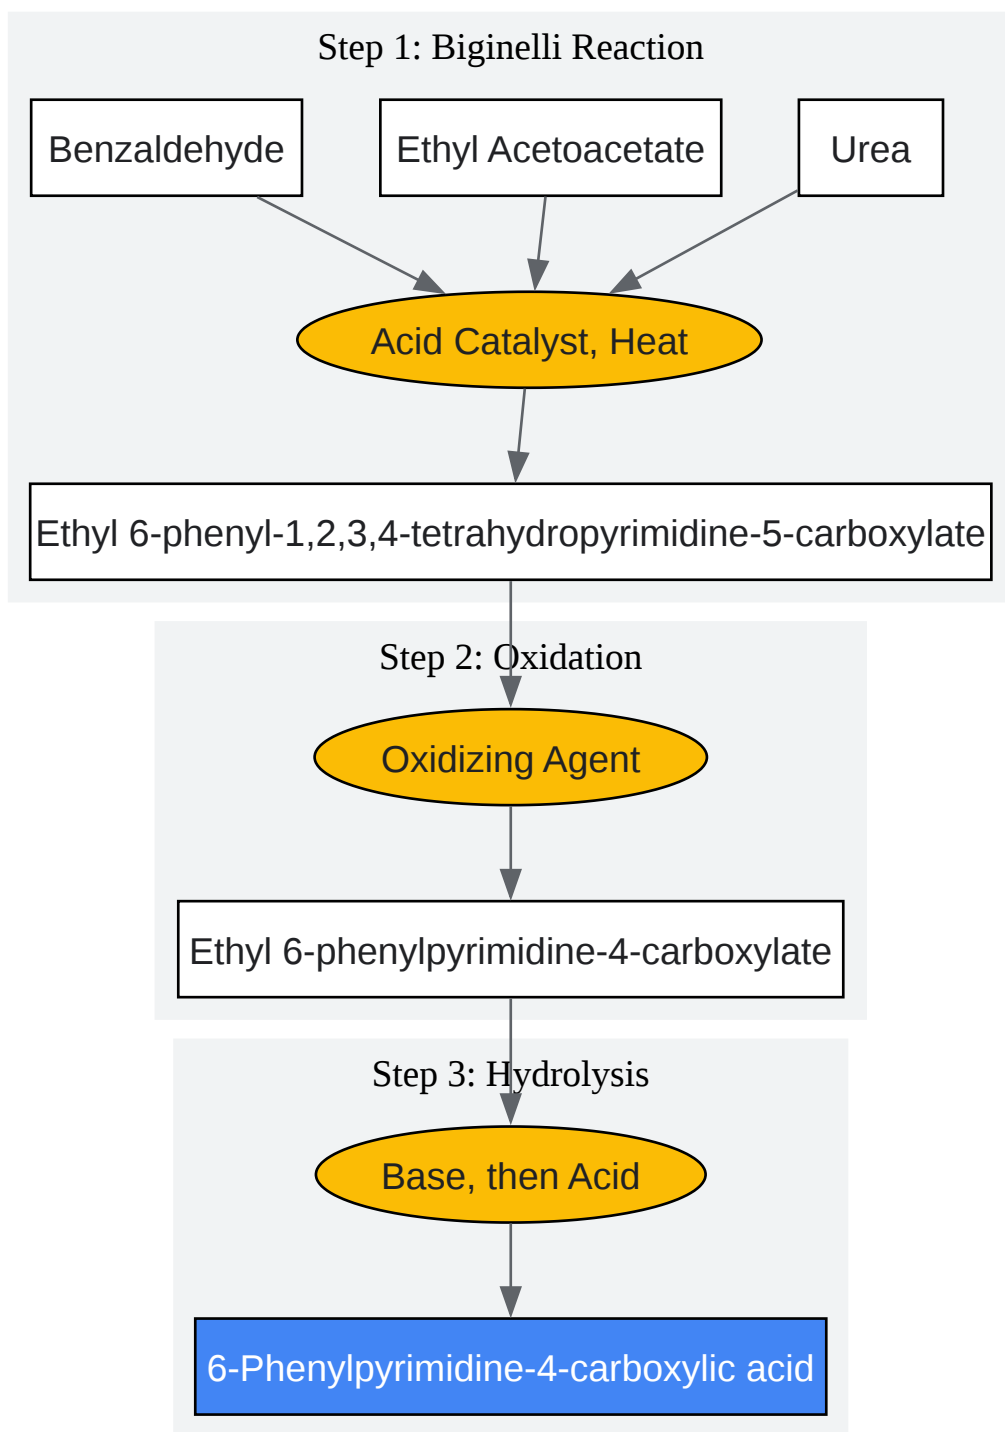 Step 1: Biginelli Reaction
Benzaldehyde
Ethyl Acetoacetate
Urea
Acid Catalyst, Heat
Ethyl 6-phenyl-1,2,3,4-tetrahydropyrimidine-5-carboxylate
Step 2: Oxidation
Oxidizing Agent
Ethyl 6-phenylpyrimidine-4-carboxylate
Step 3: Hydrolysis
Base, then Acid
6-Phenylpyrimidine-4-carboxylic acid